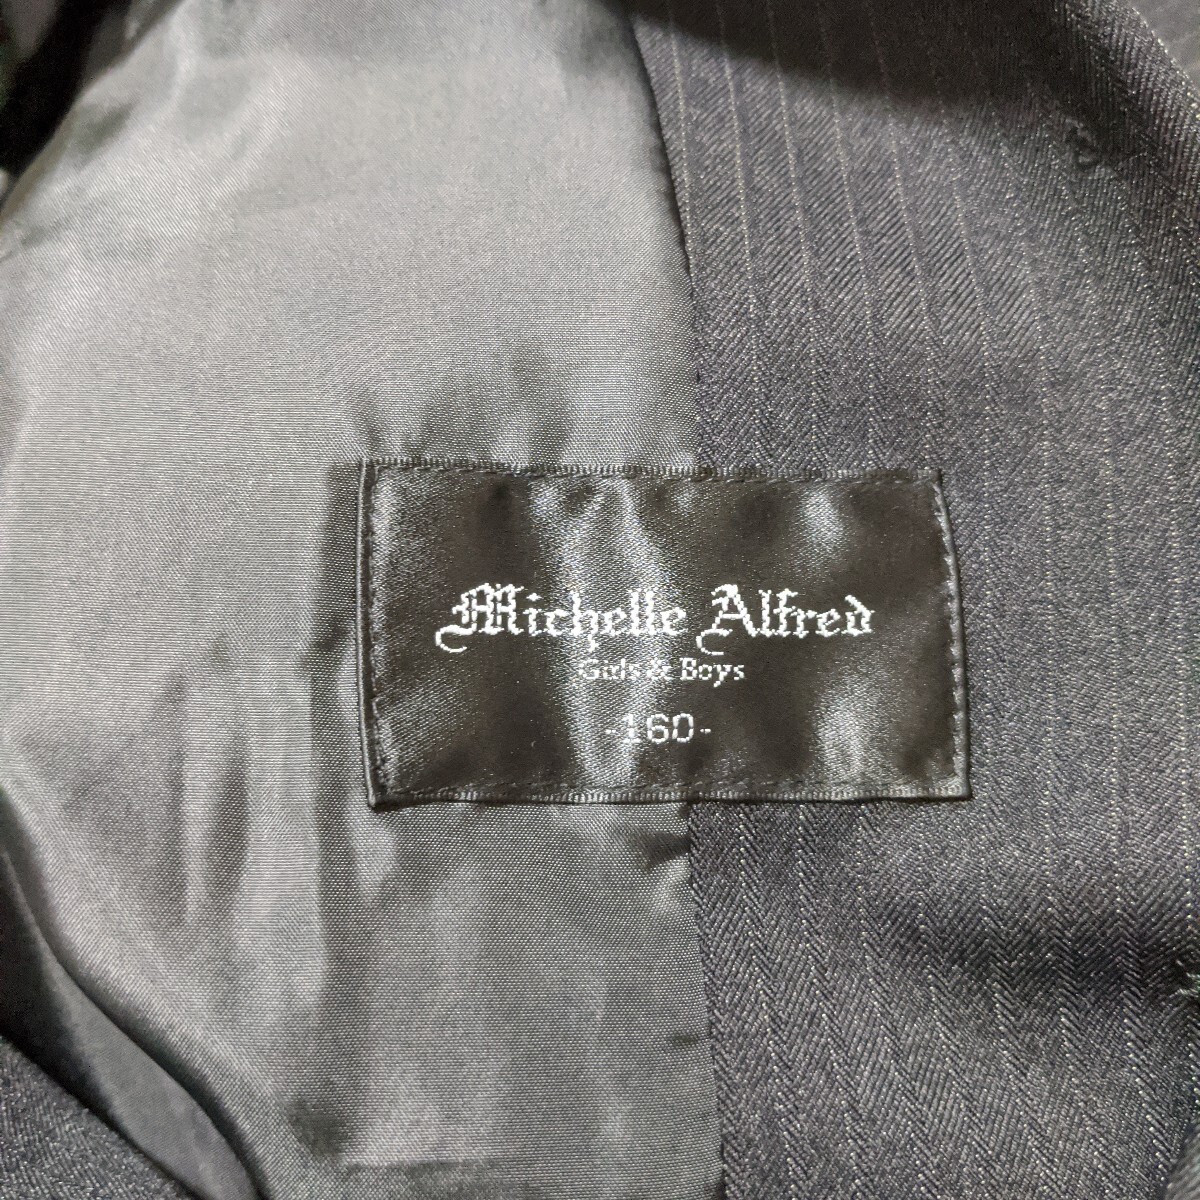 Michelle Alfred
Girls & Boys
-160-